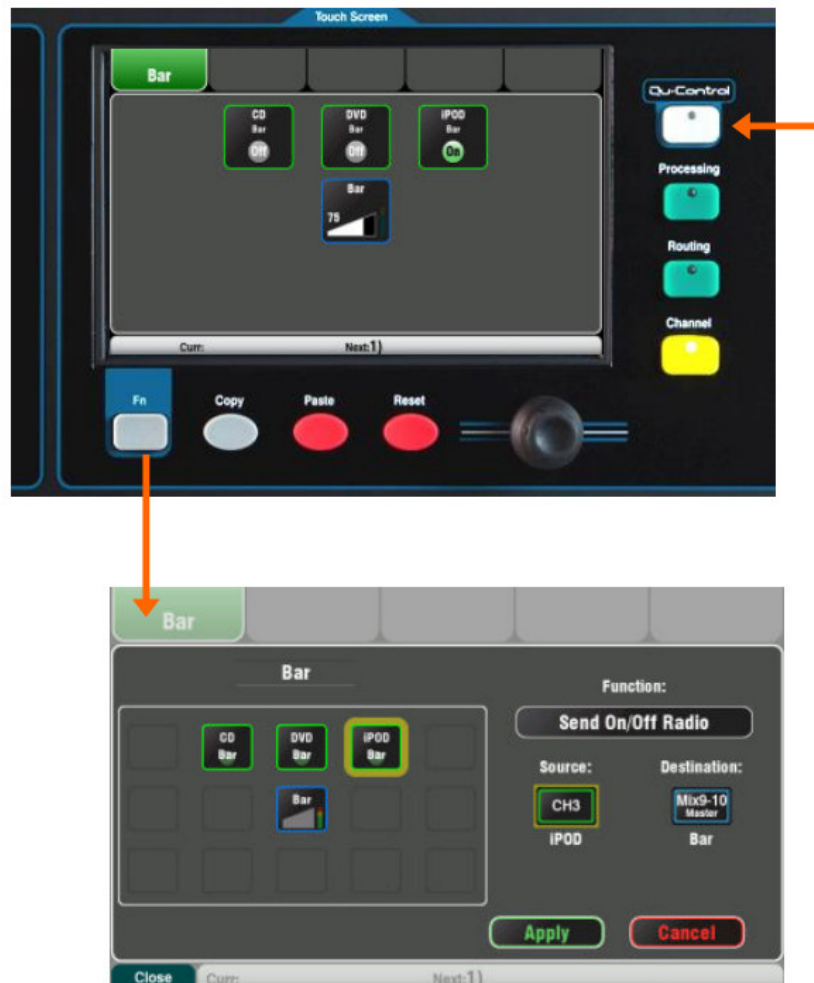 Touch Screen
Bar
Qu-Control
CD
Bar
Off
DVD
Bar
Off
iPOD
Bar
On
Bar
75
Processing
Routing
Channel
Curr:
Next:1)
Fn
Copy
Paste
Reset
Bar
Bar
Function:
Send On/Off Radio
CD
Bar
DVD
Bar
iPOD
Bar
Source:
Destination:
Bar
CH3
Mix9-10
Master
iPOD
Bar
Apply
Cancel
Close
Curr:
Next:1)